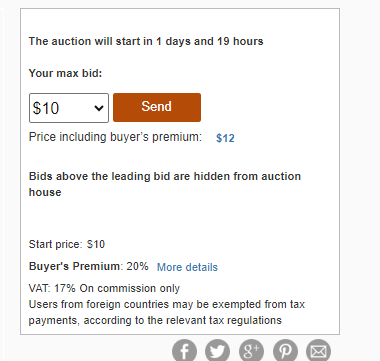 The auction will start in 1 days and 19 hours
Your max bid:
$10
Send
Price including buyer's premium: $12
Bids above the leading bid are hidden from auction
house
Start price: $10
Buyer's Premium: 20% More details
VAT: 17% On commission only
Users from foreign countries may be exempted from tax
payments, according to the relevant tax regulations